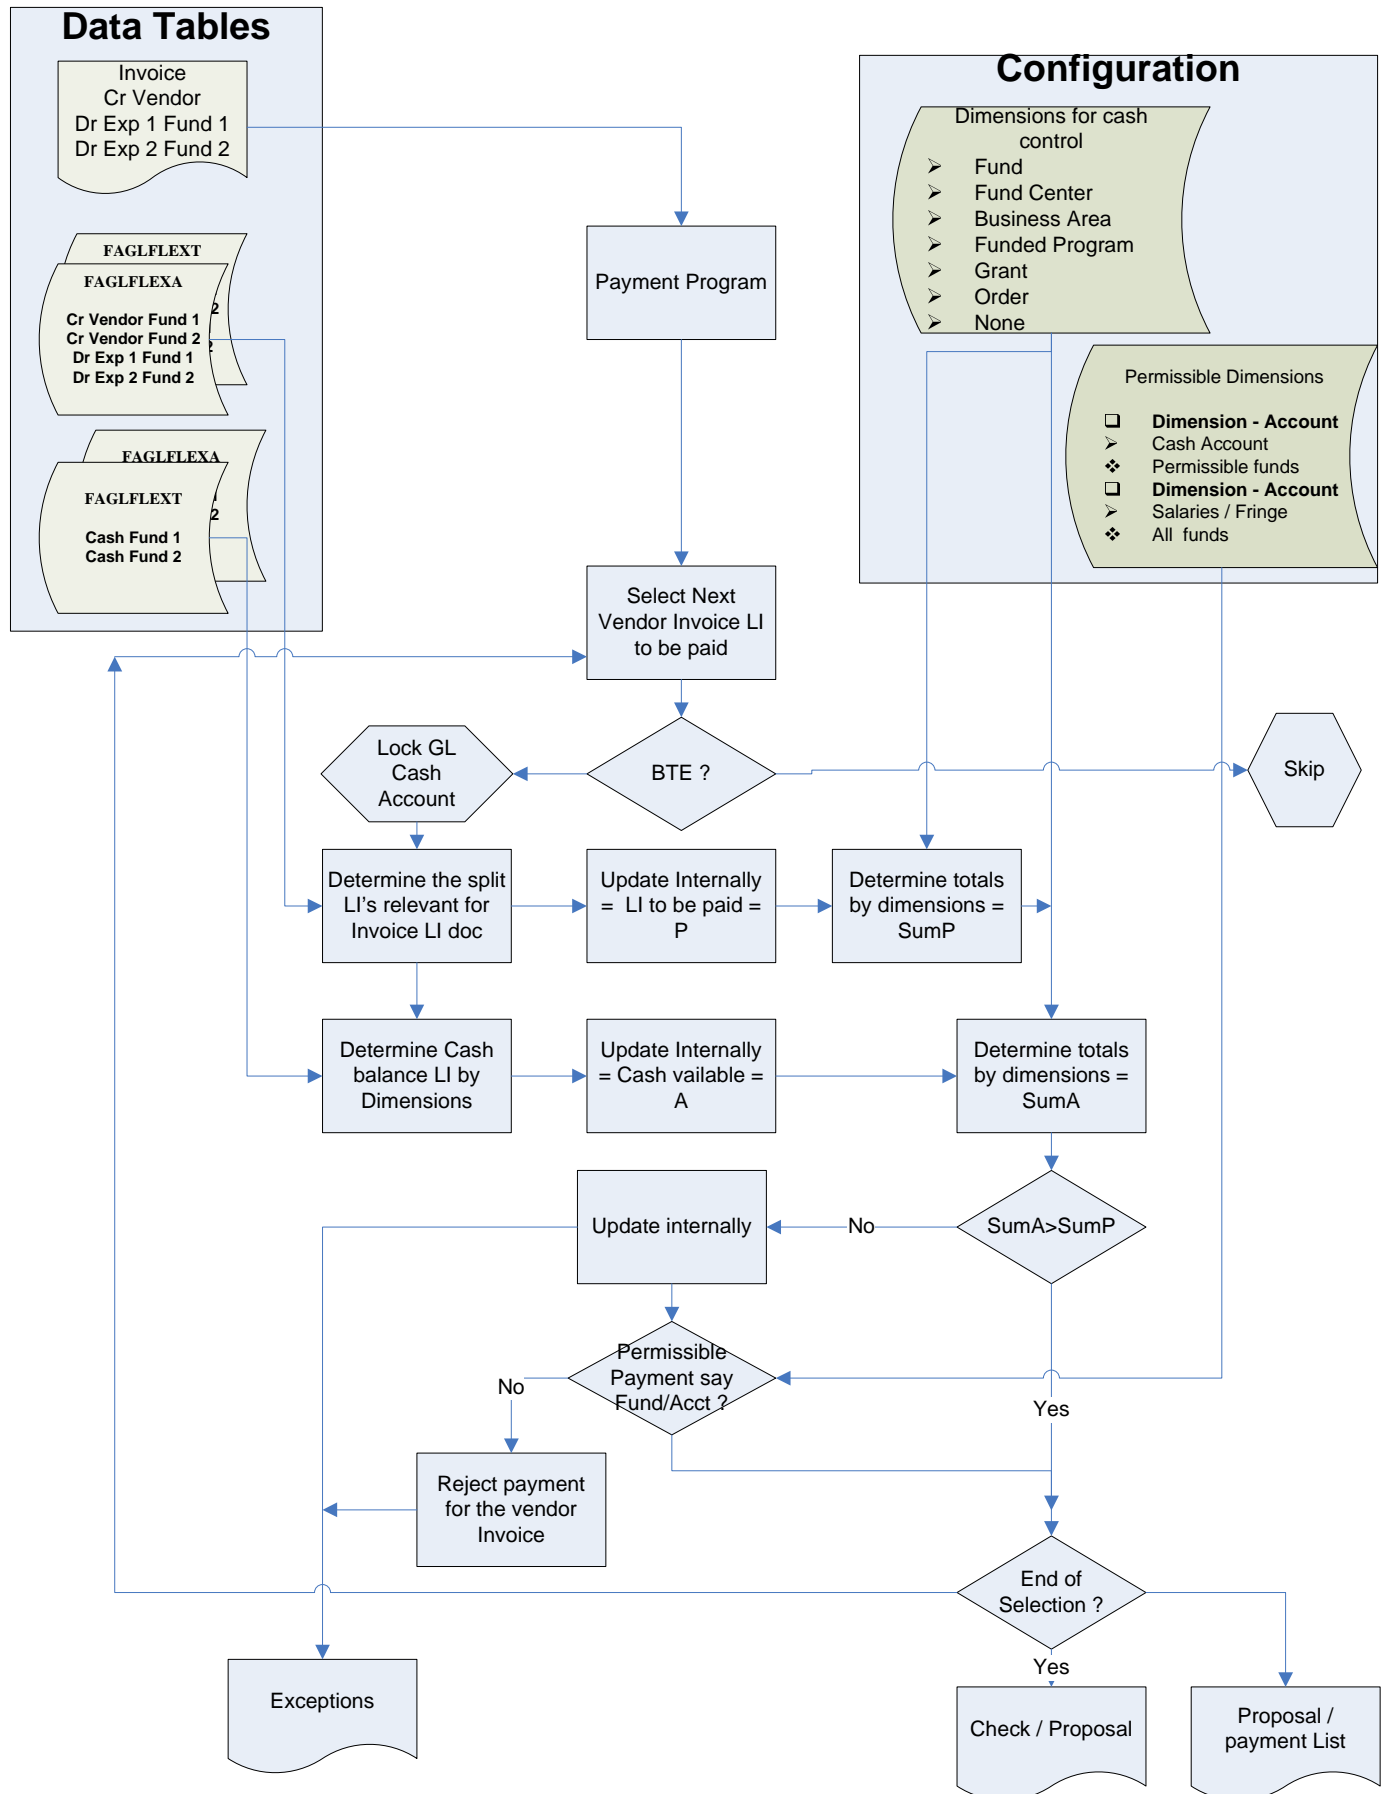 Data Tables
Invoice
Cr Vendor
Dr Exp 1 Fund 1
Dr Exp 2 Fund 2
FAGLFLEXT
2
2
FAGLFLEXA
Cr Vendor Fund 1
Cr Vendor Fund 2
Dr Exp 1 Fund 1
Dr Exp 2 Fund 2
FAGLFLEXA
2
FAGLFLEXT
Cash Fund 1
Cash Fund 2
Configuration
Dimensions for cash
control
Fund
Fund Center
Business Area
Funded Program
Grant
Order
None
Permissible Dimensions
Dimension - Account
Cash Account
Permissible funds
Dimension - Account
Salaries / Fringe
All funds
Payment Program
Select Next
Vendor Invoice LI
to be paid
BTE ?
Lock GL
Cash
Account
Skip
Determine the split
LI's relevant for
Invoice LI doc
Update Internally
= LI to be paid =
P
Determine totals
by dimensions =
SumP
Determine Cash
balance LI by
Dimensions
Update Internally
= Cash vailable =
A
Determine totals
by dimensions =
SumA
Update internally
No
SumA>SumP
Permissible
Payment say
Fund/Acct ?
No
Yes
Reject payment
for the vendor
Invoice
End of
Selection ?
Yes
Exceptions
Check / Proposal
Proposal /
payment List